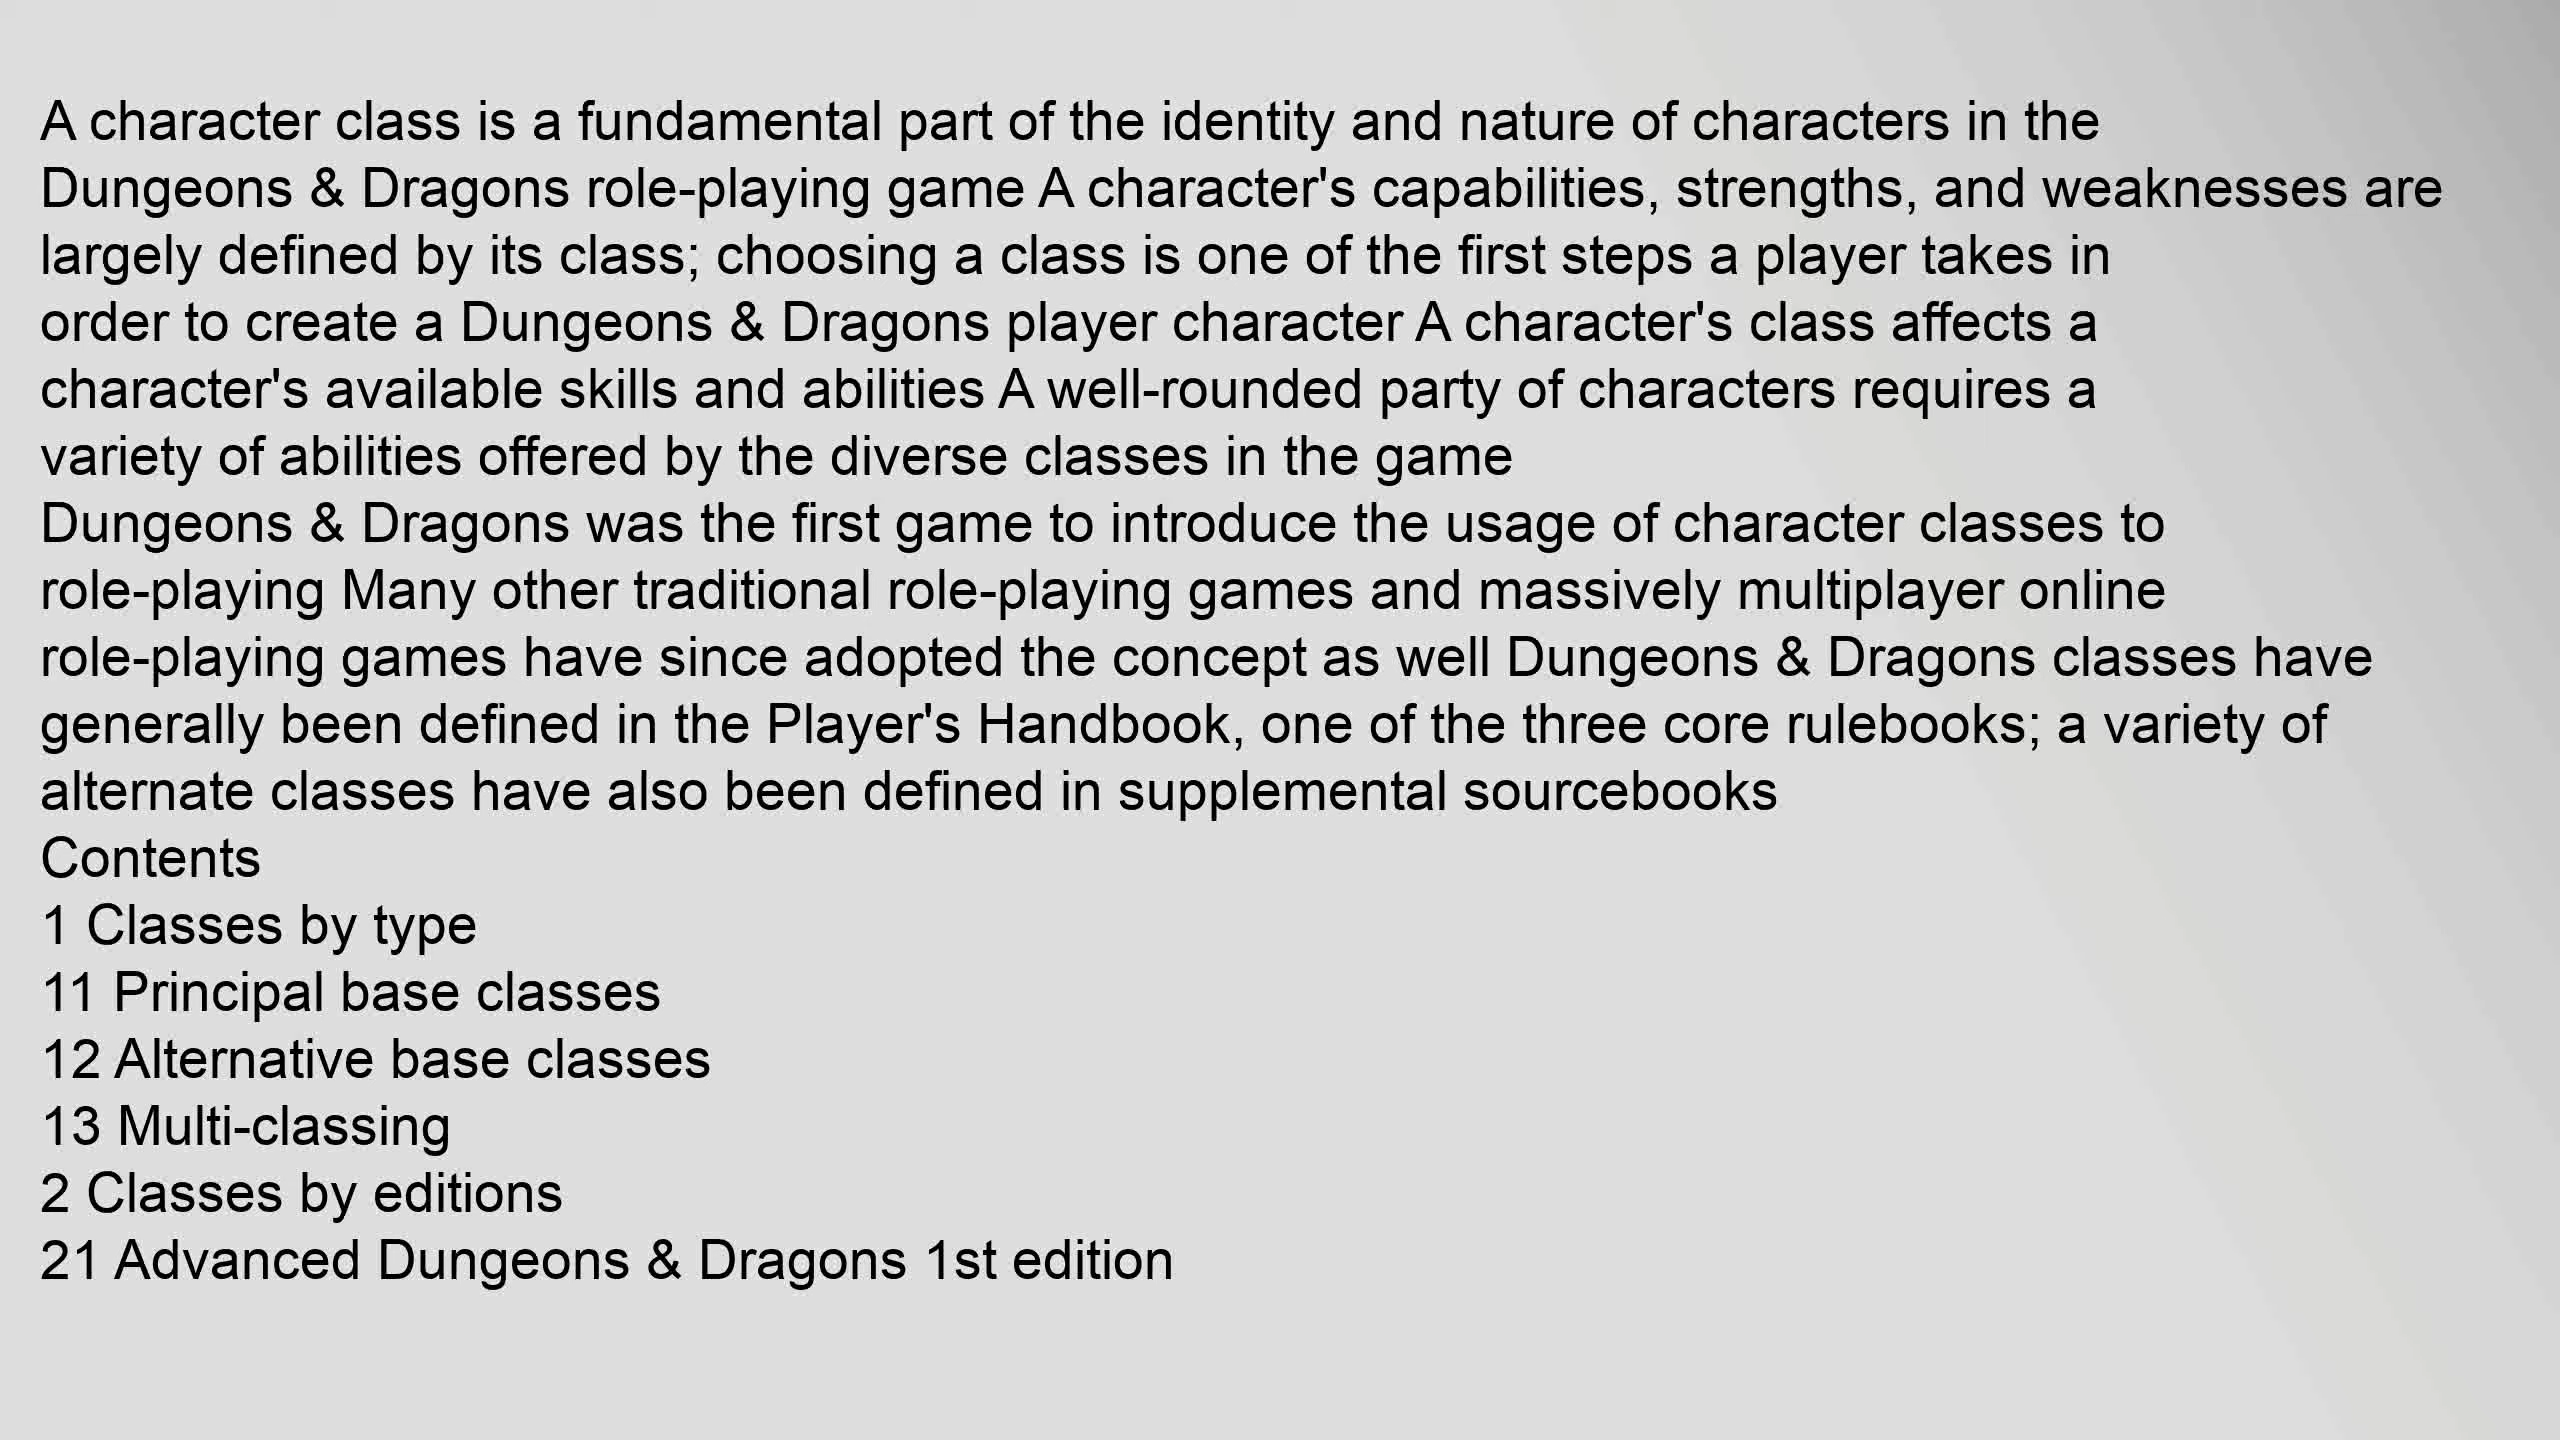 A character class is a fundamental part of the identity and nature of characters in the
Dungeons & Dragons role-playing game A character's capabilities, strengths, and weaknesses are
largely defined by its class; choosing a class is one of the first steps a player takes in
order to create a Dungeons & Dragons player character A character's class affects a
character's available skills and abilities A well-rounded party of characters requires a
variety of abilities offered by the diverse classes in the game
Dungeons & Dragons was the first game to introduce the usage of character classes to
role-playing Many other traditional role-playing games and massively multiplayer online
role-playing games have since adopted the concept as well Dungeons & Dragons classes have
generally been defined in the Player's Handbook, one of the three core rulebooks; a variety of
alternate classes have also been defined in supplemental sourcebooks
Contents
1 Classes by type
11 Principal base classes
12 Alternative base classes
13 Multi-classing
2 Classes by editions
21 Advanced Dungeons & Dragons 1st edition